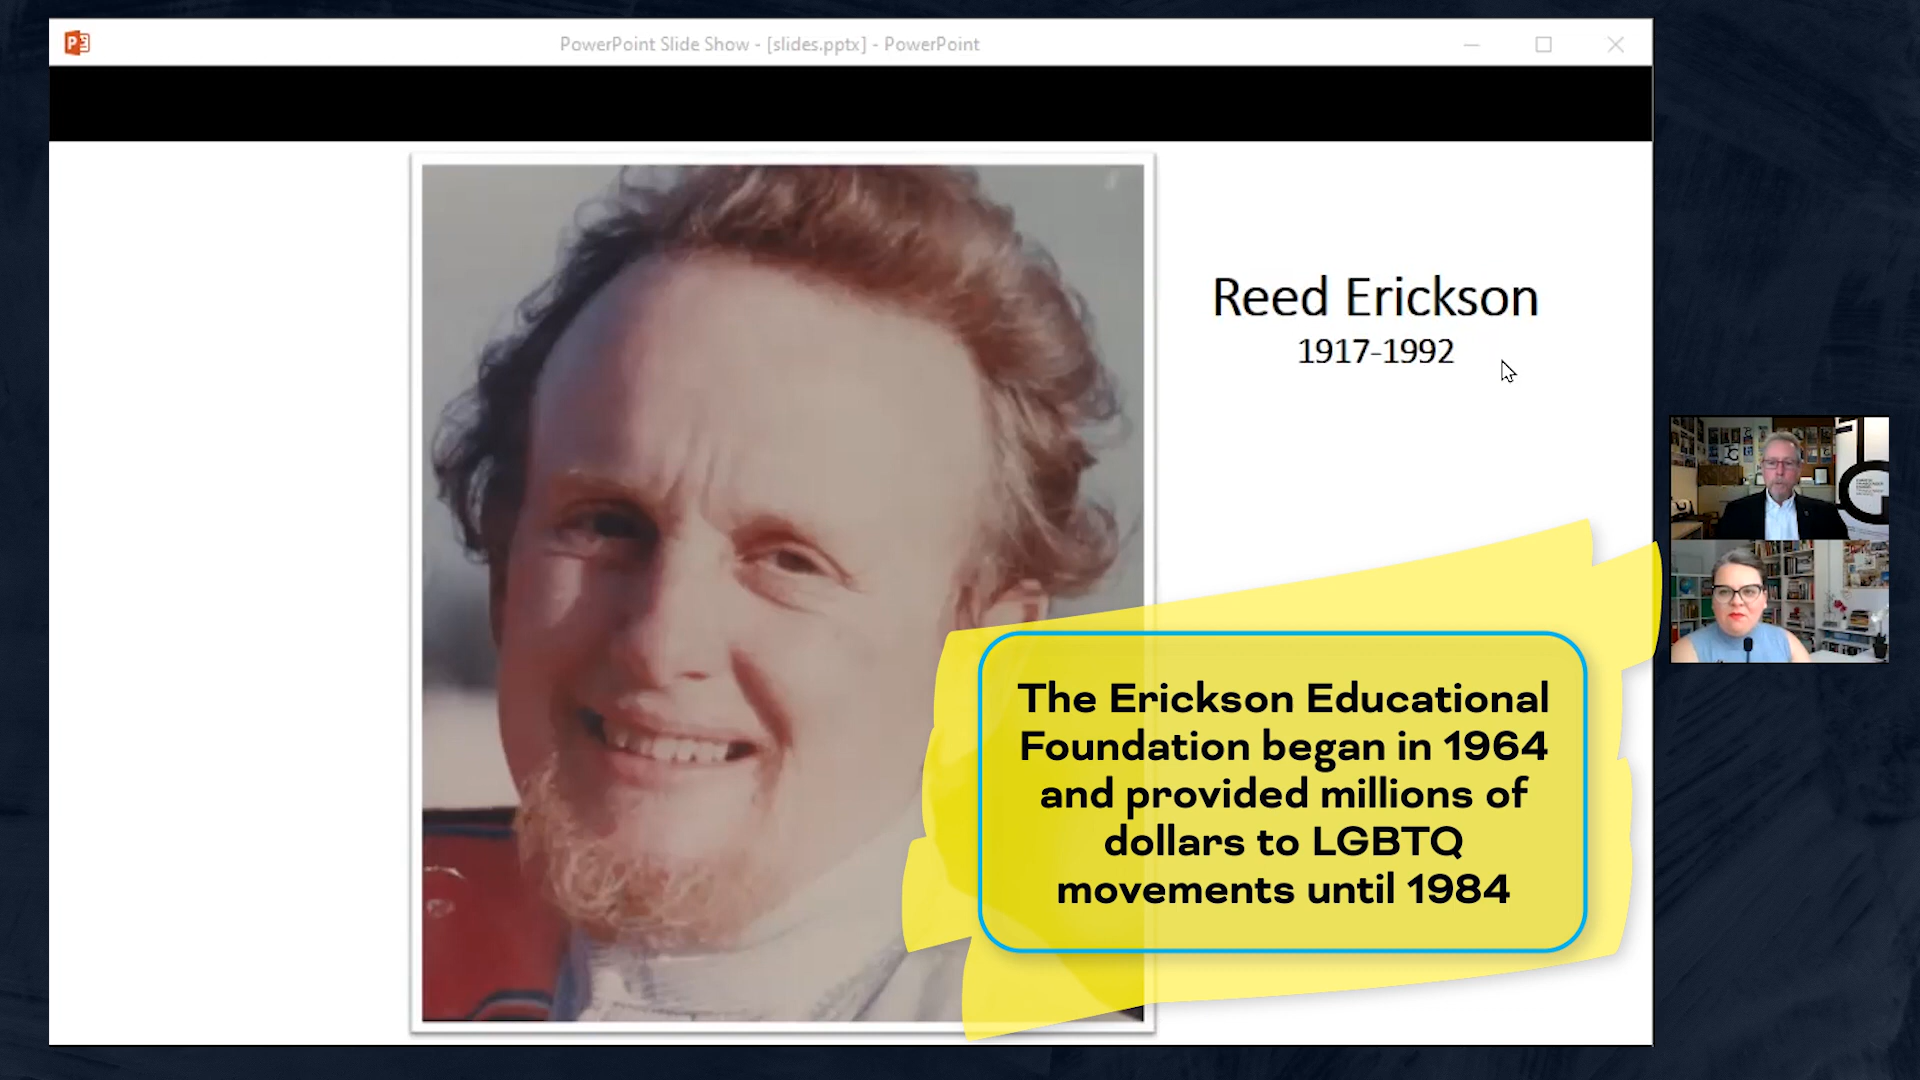 PowerPoint Slide Show - [slides.pptx] - PowerPoint
Reed Erickson
1917-1992
The Erickson Educational
Foundation began in 1964
and provided millions of
dollars to LGBTQ
movements until 1984